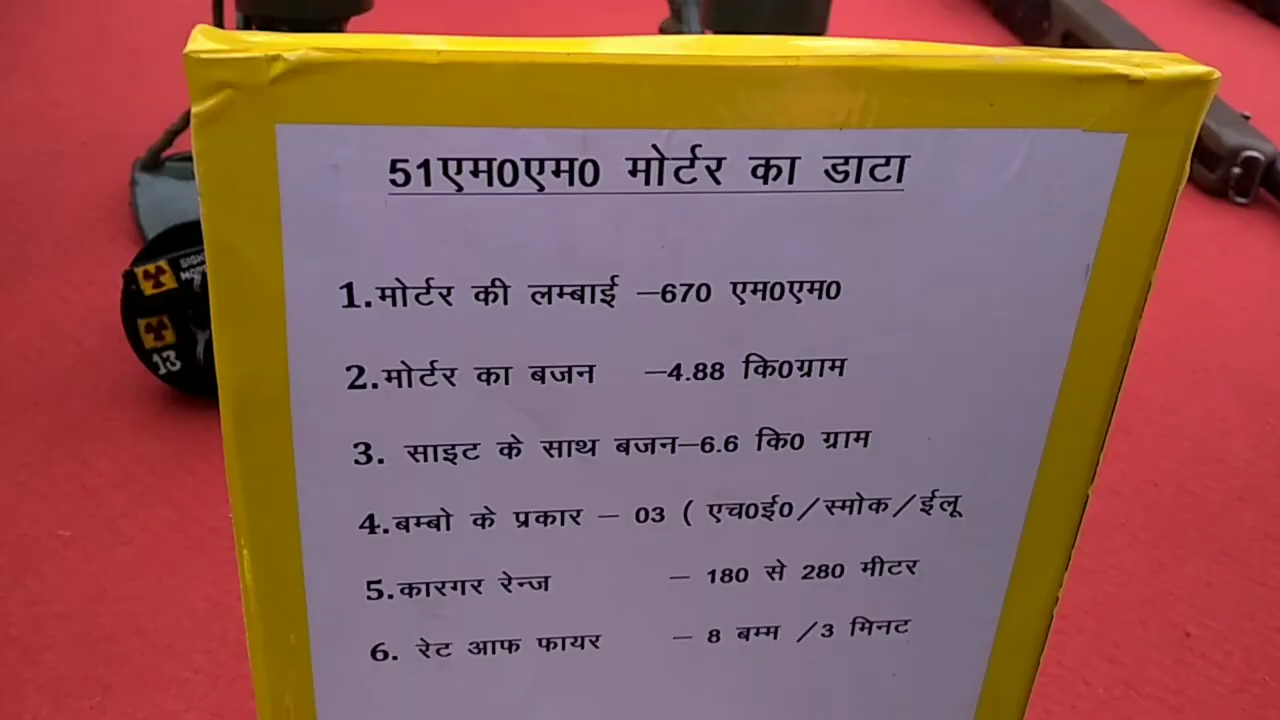 51एम0एम0 मोर्टर का डाटा
1.मोर्टर की लम्बाई –670 एम0एम0
2.मोर्टर का बजन –4.88 कि0ग्राम
3. साइट के साथ बजन–6.6 कि0 ग्राम
4.बम्बो के प्रकार – 03 ( एच0ई0/स्मोक/ईलू
5.कारगर रेन्ज – 180 से 280 मीटर
6. रेट आफ फायर – 8 बम्म /3 मिनट
13